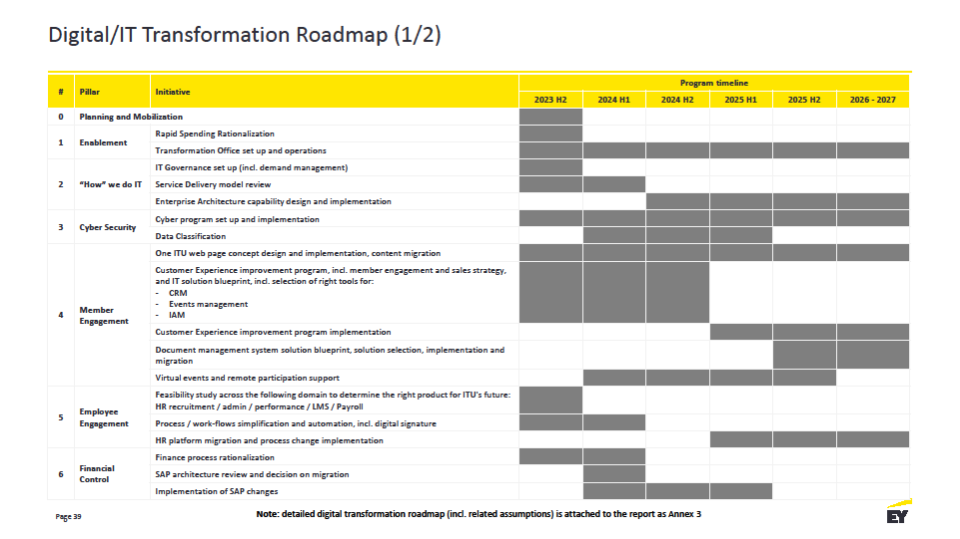 Digital/IT Transformation Roadmap (1/2)
# Pillar Initiative Program timeline
2023 H2 2024 H1 2024 H2 2025 H1 2025 H2 2026 - 2027
0 Planning and Mobilization
1 Enablement
Rapid Spending Rationalization
Transformation Office set up and operations
2 “How” we do IT
IT Governance set up (incl. demand management)
Service Delivery model review
Enterprise Architecture capability design and implementation
3 Cyber Security
Cyber program set up and implementation
Data Classification
4 Member
Engagement
One ITU web page concept design and implementation, content migration
Customer Experience improvement program, incl. member engagement and sales strategy,
and IT solution blueprint, incl. selection of right tools for:
- CRM
- Events management
- IAM
Customer Experience improvement program implementation
Document management system solution blueprint, solution selection, implementation and
migration
Virtual events and remote participation support
5 Employee
Engagement
Feasibility study across the following domain to determine the right product for ITU's future:
HR recruitment / admin / performance / LMS / Payroll
Process / work-flows simplification and automation, incl. digital signature
HR platform migration and process change implementation
6 Financial
Control
Finance process rationalization
SAP architecture review and decision on migration
Implementation of SAP changes
Page 39
Note: detailed digital transformation roadmap (incl. related assumptions) is attached to the report as Annex 3
EY